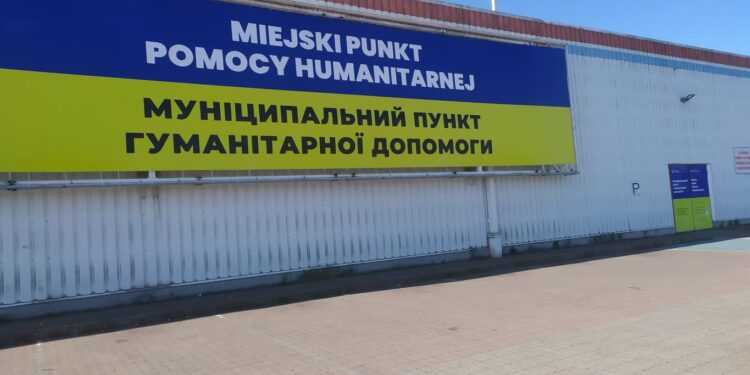 MIEJSKI PUNKT
POMOCY HUMANITARNEJ
МУНІЦИПАЛЬНИЙ ПУНКТ
ГУМАНІТАРНОЇ ДОПОМОГИ
P